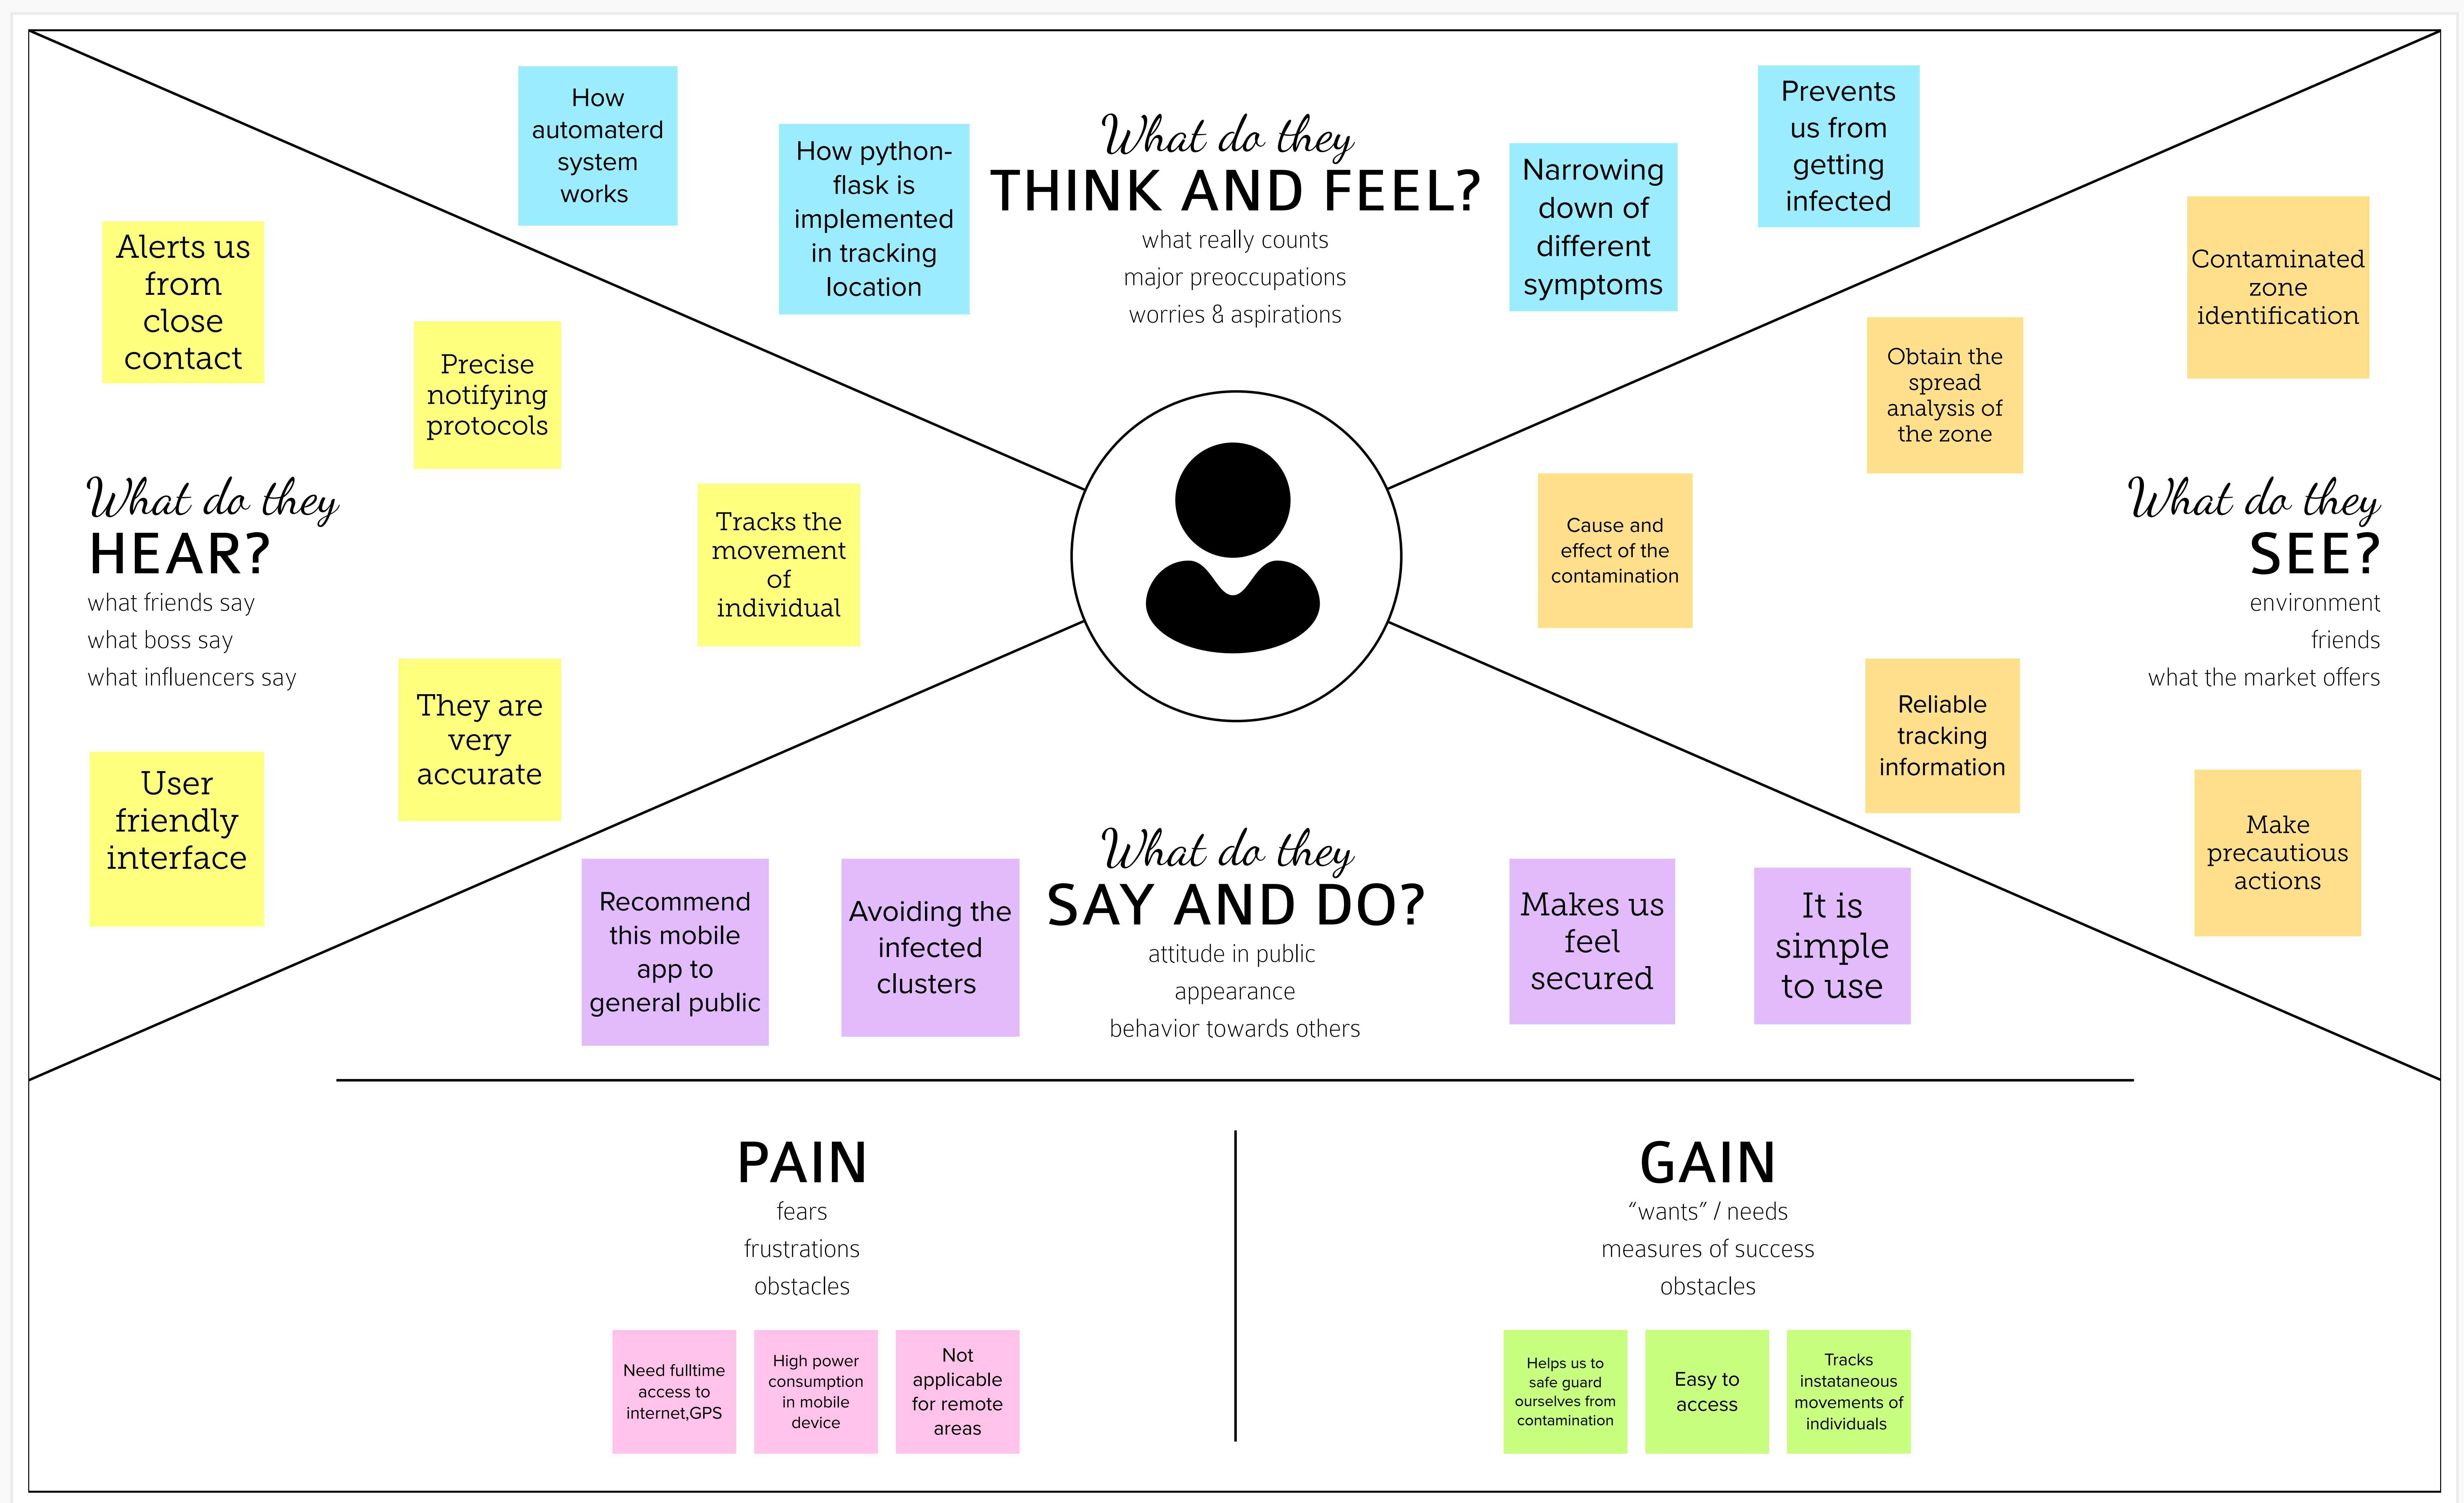 How
automaterd
system
works
How python-
flask is
implemented
in tracking
location
What do they
THINK AND FEEL?
what really counts
major preoccupations
worries & aspirations
Narrowing
down of
different
symptoms
Prevents
us from
getting
infected
Alerts us
from
close
contact
Precise
notifying
protocols
What do they
HEAR?
what friends say
what boss say
what influencers say
Tracks the
movement
of
individual
They are
very
accurate
User
friendly
interface
Contaminated
zone
identification
Obtain the
spread
analysis of
the zone
Cause and
effect of the
contamination
What do they
SEE?
environment
friends
what the market offers
Reliable
tracking
information
Make
precautious
actions
Recommend
this mobile
app to
general public
Avoiding the
infected
clusters
What do they
SAY AND DO?
attitude in public
appearance
behavior towards others
Makes us
feel
secured
It is
simple
to use
PAIN
fears
frustrations
obstacles
Need fulltime
access to
internet,GPS
High power
consumption
in mobile
device
Not
applicable
for remote
areas
GAIN
“wants” / needs
measures of success
obstacles
Helps us to
safe guard
ourselves from
contamination
Easy to
access
Tracks
instataneous
movements of
individuals